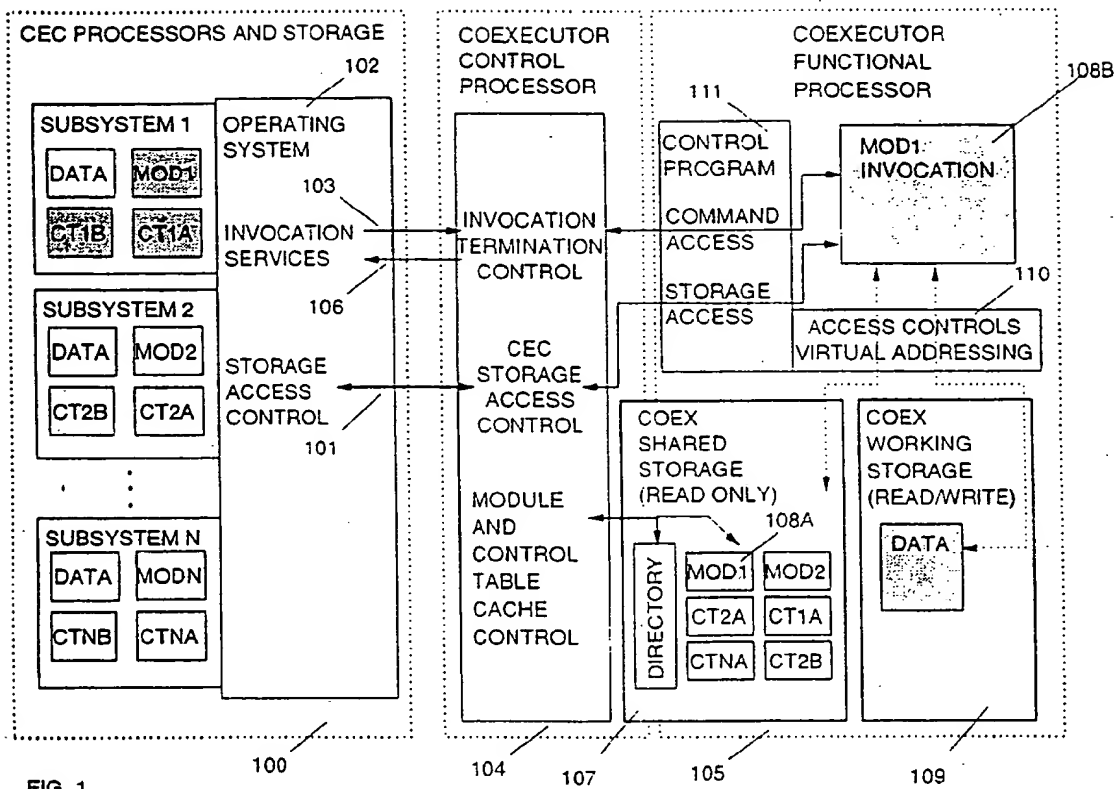 CEC PROCESSORS AND STORAGE
102
SUBSYSTEM 1
DATA
MOD1
CT1B
CT1A
OPERATING
SYSTEM
103
INVOCATION
SERVICES
106
SUBSYSTEM 2
DATA
MOD2
CT2B
CT2A
STORAGE
ACCESS
CONTROL
101
SUBSYSTEM N
DATA
MODN
CTNB
CTNA
100
COEXECUTOR
CONTROL
PROCESSOR
INVOCATION
TERMINATION
CONTROL
CEC
STORAGE
ACCESS
CONTROL
MODULE
AND
CONTROL
TABLE
CACHE
CONTROL
104
COEXECUTOR
FUNCTIONAL
PROCESSOR
108B
111
CONTROL
PROGRAM
COMMAND
ACCESS
STORAGE
ACCESS
MOD1
INVOCATION
110
ACCESS CONTROLS
VIRTUAL ADDRESSING
COEX
SHARED
STORAGE
(READ ONLY)
108A
DIRECTORY
MOD1
MOD2
CT2A
CT1A
CTNA
CT2B
107
105
COEX
WORKING
STORAGE
(READ/WRITE)
DATA
109
FIG. 1